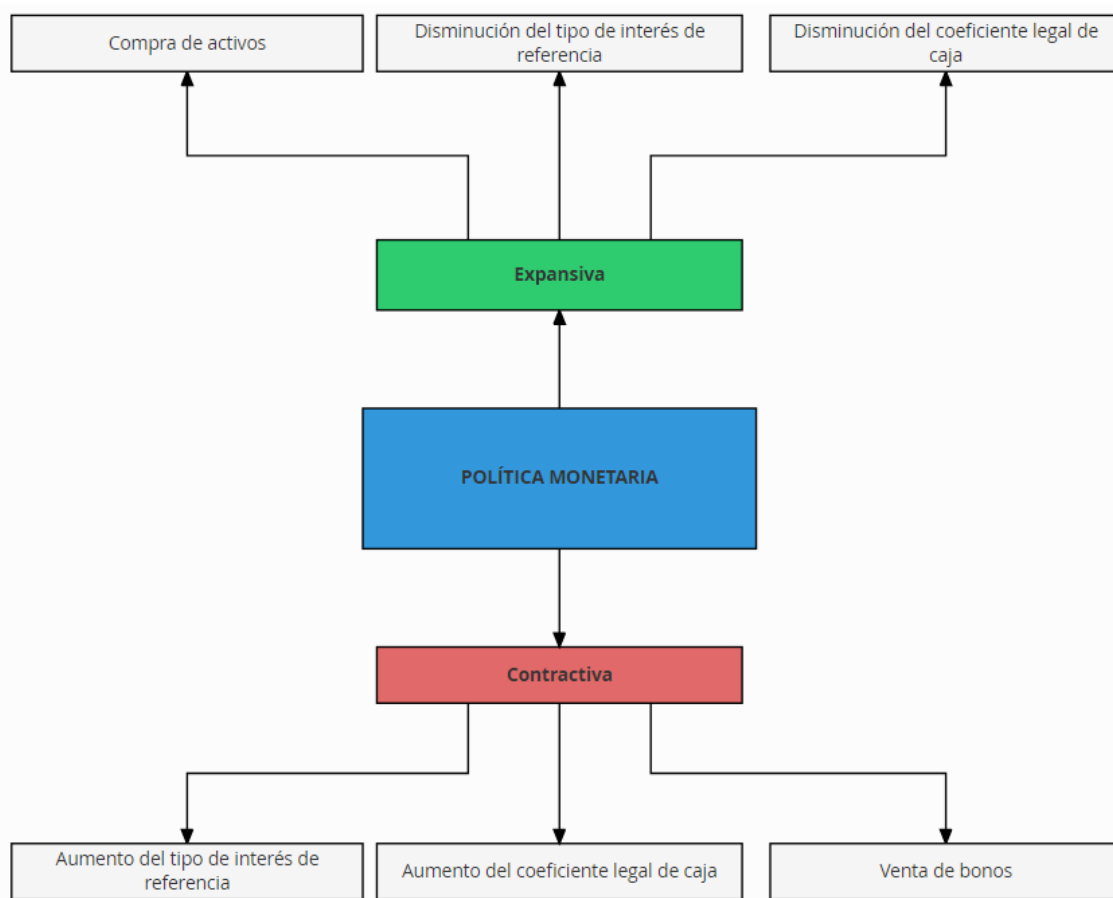 Compra de activos
Disminución del tipo de interés de
referencia
Disminución del coeficiente legal de
caja
Expansiva
POLÍTICA MONETARIA
Contractiva
Aumento del tipo de interés de
referencia
Aumento del coeficiente legal de caja
Venta de bonos